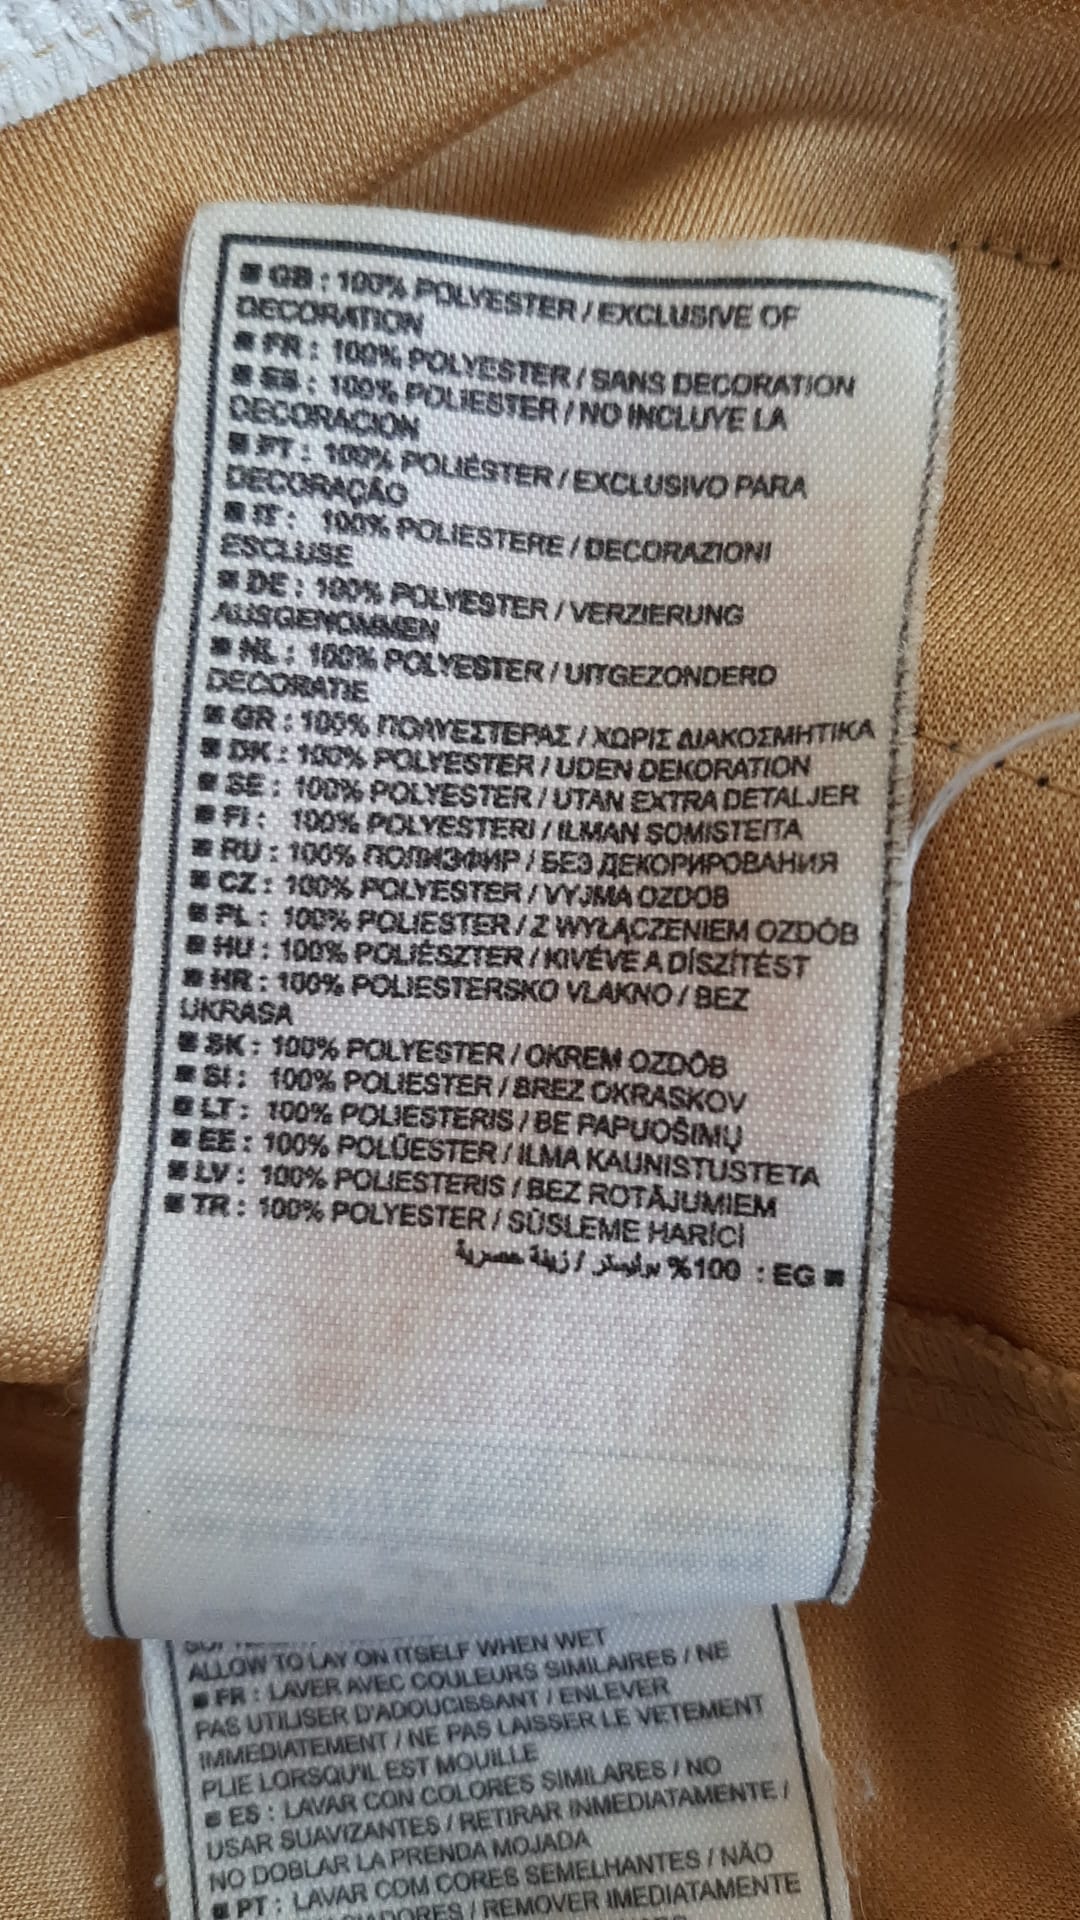 ■ GB : 100% POLYESTER / EXCLUSIVE OF
DECORATION
■ FR : 100% POLYESTER / SANS DECORATION
■ ES : 100% POLIESTER / NO INCLUYE LA
DECORACION
■ PT : 100% POLIÉSTER / EXCLUSIVO PARA
DECORAÇÃO
■ IT : 100% POLIESTERE / DECORAZIONI
ESCLUSE
■ DE : 100% POLYESTER / VERZIERUNG
AUSGENOMMEN
■ NL : 100% POLYESTER / UITGEZONDERD
DECORATIE
■ GR : 100% ΠΟΛΥΕΣΤΕΡΑΣ / ΧΩΡΙΣ ΔΙΑΚΟΣΜΗΤΙΚΑ
■ DK : 100% POLYESTER / UDEN DEKORATION
■ SE : 100% POLYESTER / UTAN EXTRA DETALJER
■ FI : 100% POLYESTERI / ILMAN SOMISTEITA
■ RU : 100% ПОЛИЭФИР / БЕЗ ДЕКОРИРОВАНИЯ
■ CZ : 100% POLYESTER / VYJMA OZDOB
■ PL : 100% POLIESTER / Z WYŁĄCZENIEM OZDÓB
■ HU : 100% POLIÉSZTER / KIVÉVE A DÍSZÍTÉST
■ HR : 100% POLIESTERSKO VLAKNO / BEZ
UKRASA
■ SK : 100% POLYESTER / OKREM OZDÔB
■ SI : 100% POLIESTER / BREZ OKRASKOV
■ LT : 100% POLIESTERIS / BE PAPUOŠIMŲ
■ EE : 100% POLÜESTER / ILMA KAUNISTUSTETA
■ LV : 100% POLIESTERIS / BEZ ROTĀJUMIEM
■ TR : 100% POLYESTER / SÜSLEME HARİCİ
■ EG : 100% بوليستر / زينة حصرية
ALLOW TO LAY ON ITSELF WHEN WET
■ FR : LAVER AVEC COULEURS SIMILAIRES / NE
PAS UTILISER D'ADOUCISSANT / ENLEVER
IMMEDIATEMENT / NE PAS LAISSER LE VETEMENT
PLIE LORSQU'IL EST MOUILLE
■ ES : LAVAR CON COLORES SIMILARES / NO
USAR SUAVIZANTES / RETIRAR INMEDIATAMENTE /
NO DOBLAR LA PRENDA MOJADA
■ PT : LAVAR COM CORES SEMELHANTES / NÃO
/ REMOVER IMEDIATAMENTE